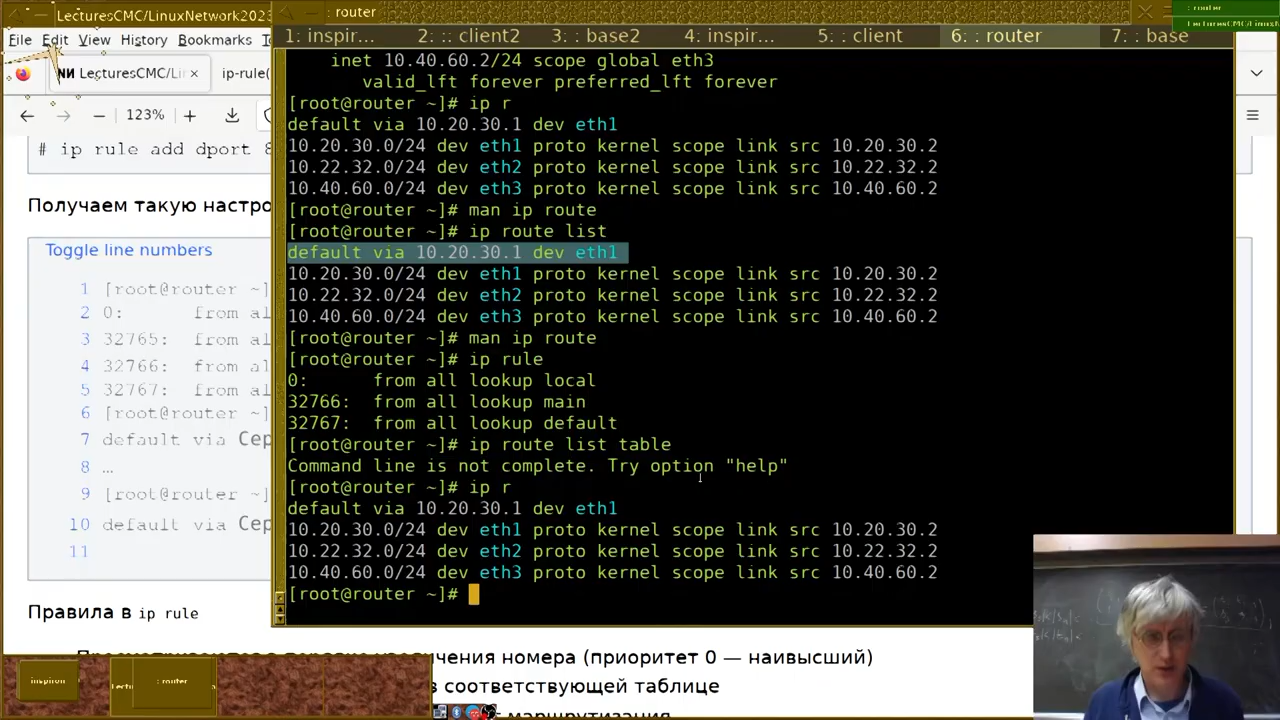 LecturesCMC/LinuxNetwork2023
: router
: router
LecturesCMC/LinuxNetwork2023
File Edit View History Bookmarks
1: inspir... 2: :: client2 3: : base2 4: inspir... 5: : client 6: : router 7: : base
LecturesCMC/Li
ip-rule(
123%
# ip rule add dport 8
Получаем такую настро
Toggle line numbers
1 [root@router ~]#
2 0: from al
3 32765: from al
4 32766: from al
5 32767: from al
6 [root@router ~]#
7 default via Сер
8 …
9 [root@router ~]#
10 default via Сер
11
Правила в ip rule
inet 10.40.60.2/24 scope global eth3
valid_lft forever preferred_lft forever
[root@router ~]# ip r
default via 10.20.30.1 dev eth1
10.20.30.0/24 dev eth1 proto kernel scope link src 10.20.30.2
10.22.32.0/24 dev eth2 proto kernel scope link src 10.22.32.2
10.40.60.0/24 dev eth3 proto kernel scope link src 10.40.60.2
[root@router ~]# man ip route
[root@router ~]# ip route list
default via 10.20.30.1 dev eth1
10.20.30.0/24 dev eth1 proto kernel scope link src 10.20.30.2
10.22.32.0/24 dev eth2 proto kernel scope link src 10.22.32.2
10.40.60.0/24 dev eth3 proto kernel scope link src 10.40.60.2
[root@router ~]# man ip route
[root@router ~]# ip rule
0: from all lookup local
32766: from all lookup main
32767: from all lookup default
[root@router ~]# ip route list table
Command line is not complete. Try option "help"
[root@router ~]# ip r
default via 10.20.30.1 dev eth1
10.20.30.0/24 dev eth1 proto kernel scope link src 10.20.30.2
10.22.32.0/24 dev eth2 proto kernel scope link src 10.22.32.2
10.40.60.0/24 dev eth3 proto kernel scope link src 10.40.60.2
[root@router ~]#
номера (приоритет 0 — наивысший)
в соответствующей таблице
маршрутизация
inspiron
Lectu
: router